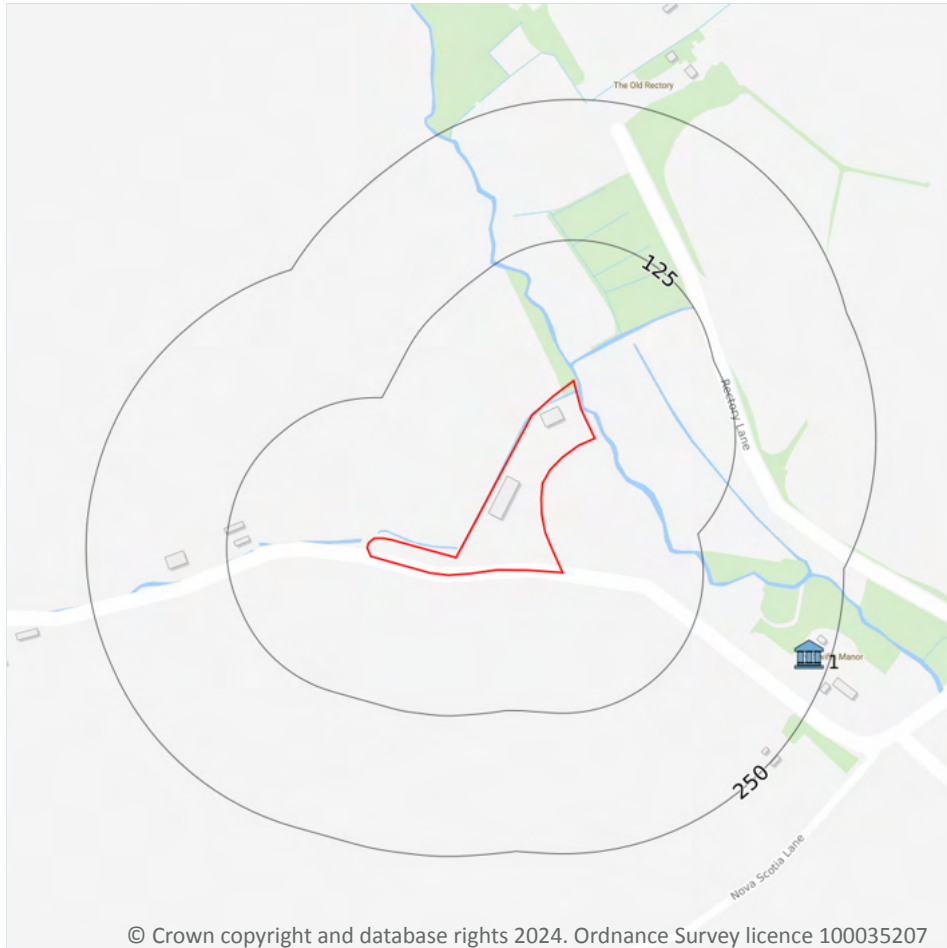 The Old Rectory
125
Rectory Lane
Manor
1
250
Nova Scotia Lane
© Crown copyright and database rights 2024. Ordnance Survey licence 100035207